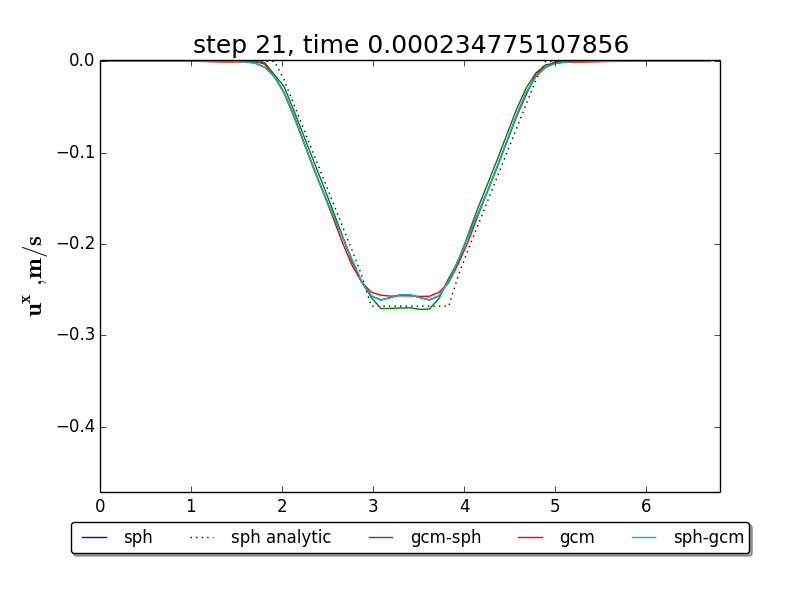 step 21, time 0.000234775107856
0.0
−0.1
−0.2
−0.3
−0.4
u^x ,m/s
0 1 2 3 4 5 6
sph sph analytic gcm-sph gcm sph-gcm